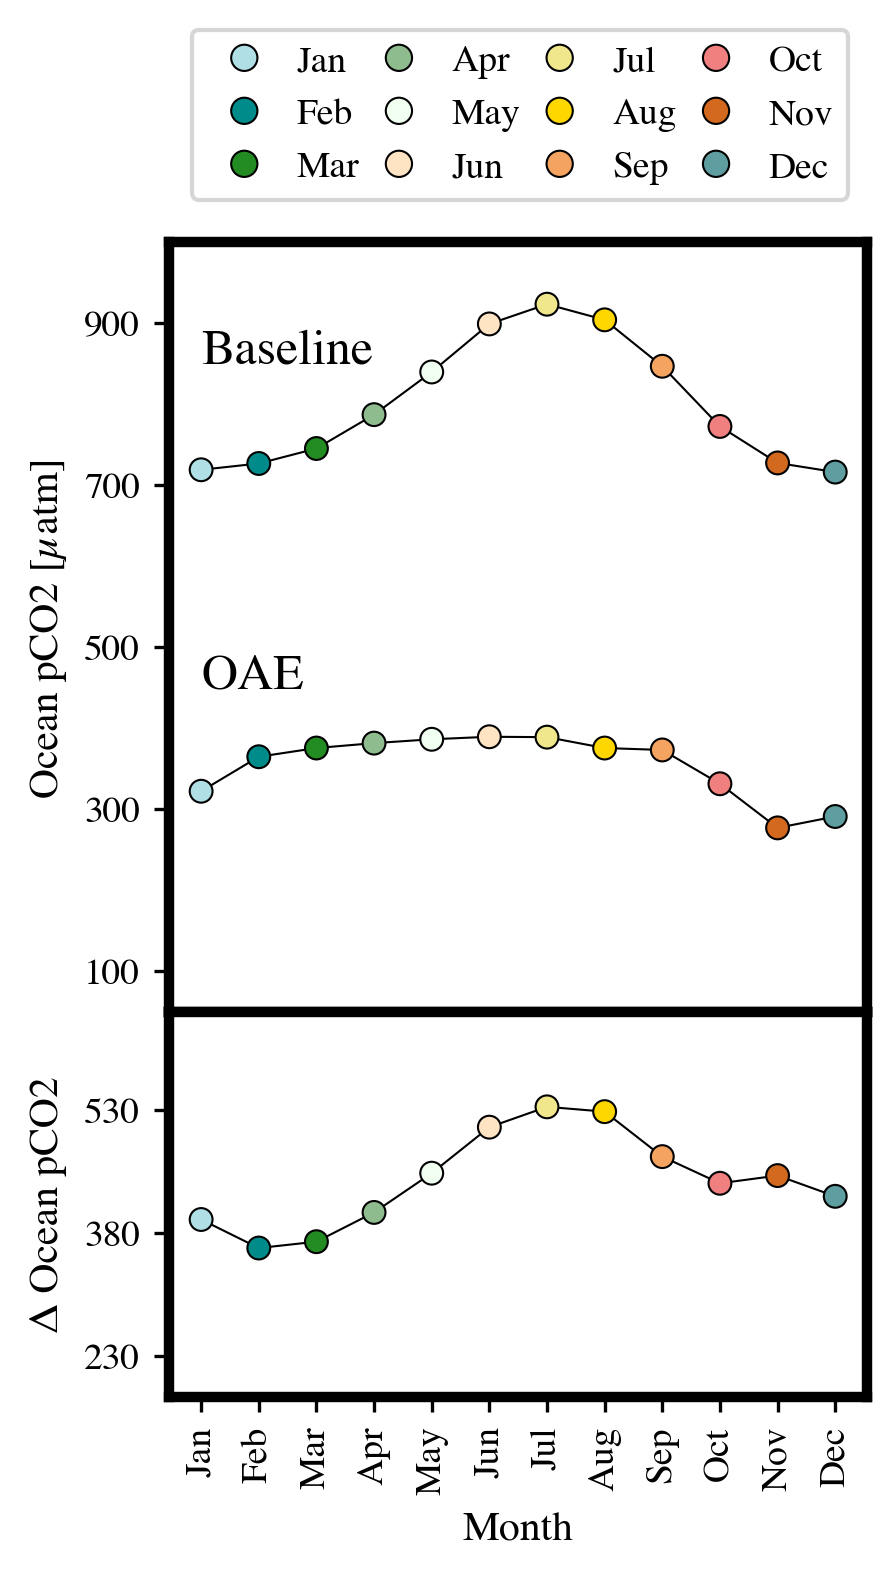 Jan Apr Jul Oct
Feb May Aug Nov
Mar Jun Sep Dec
900
Baseline
700
Ocean pCO2 [μatm]
500
OAE
300
100
530
Δ Ocean pCO2
380
230
Jan Feb Mar Apr May Jun Jul Aug Sep Oct Nov Dec
Month